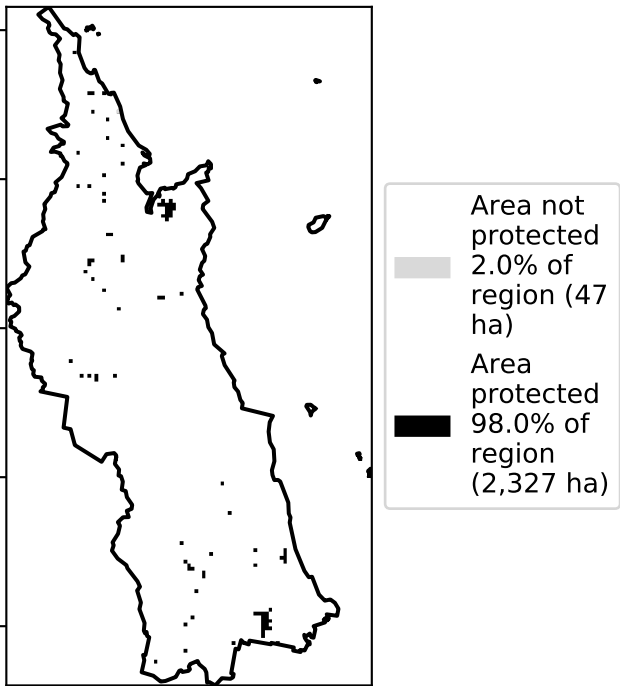 Area not
protected
2.0% of
region (47
ha)
Area
protected
98.0% of
region
(2,327 ha)